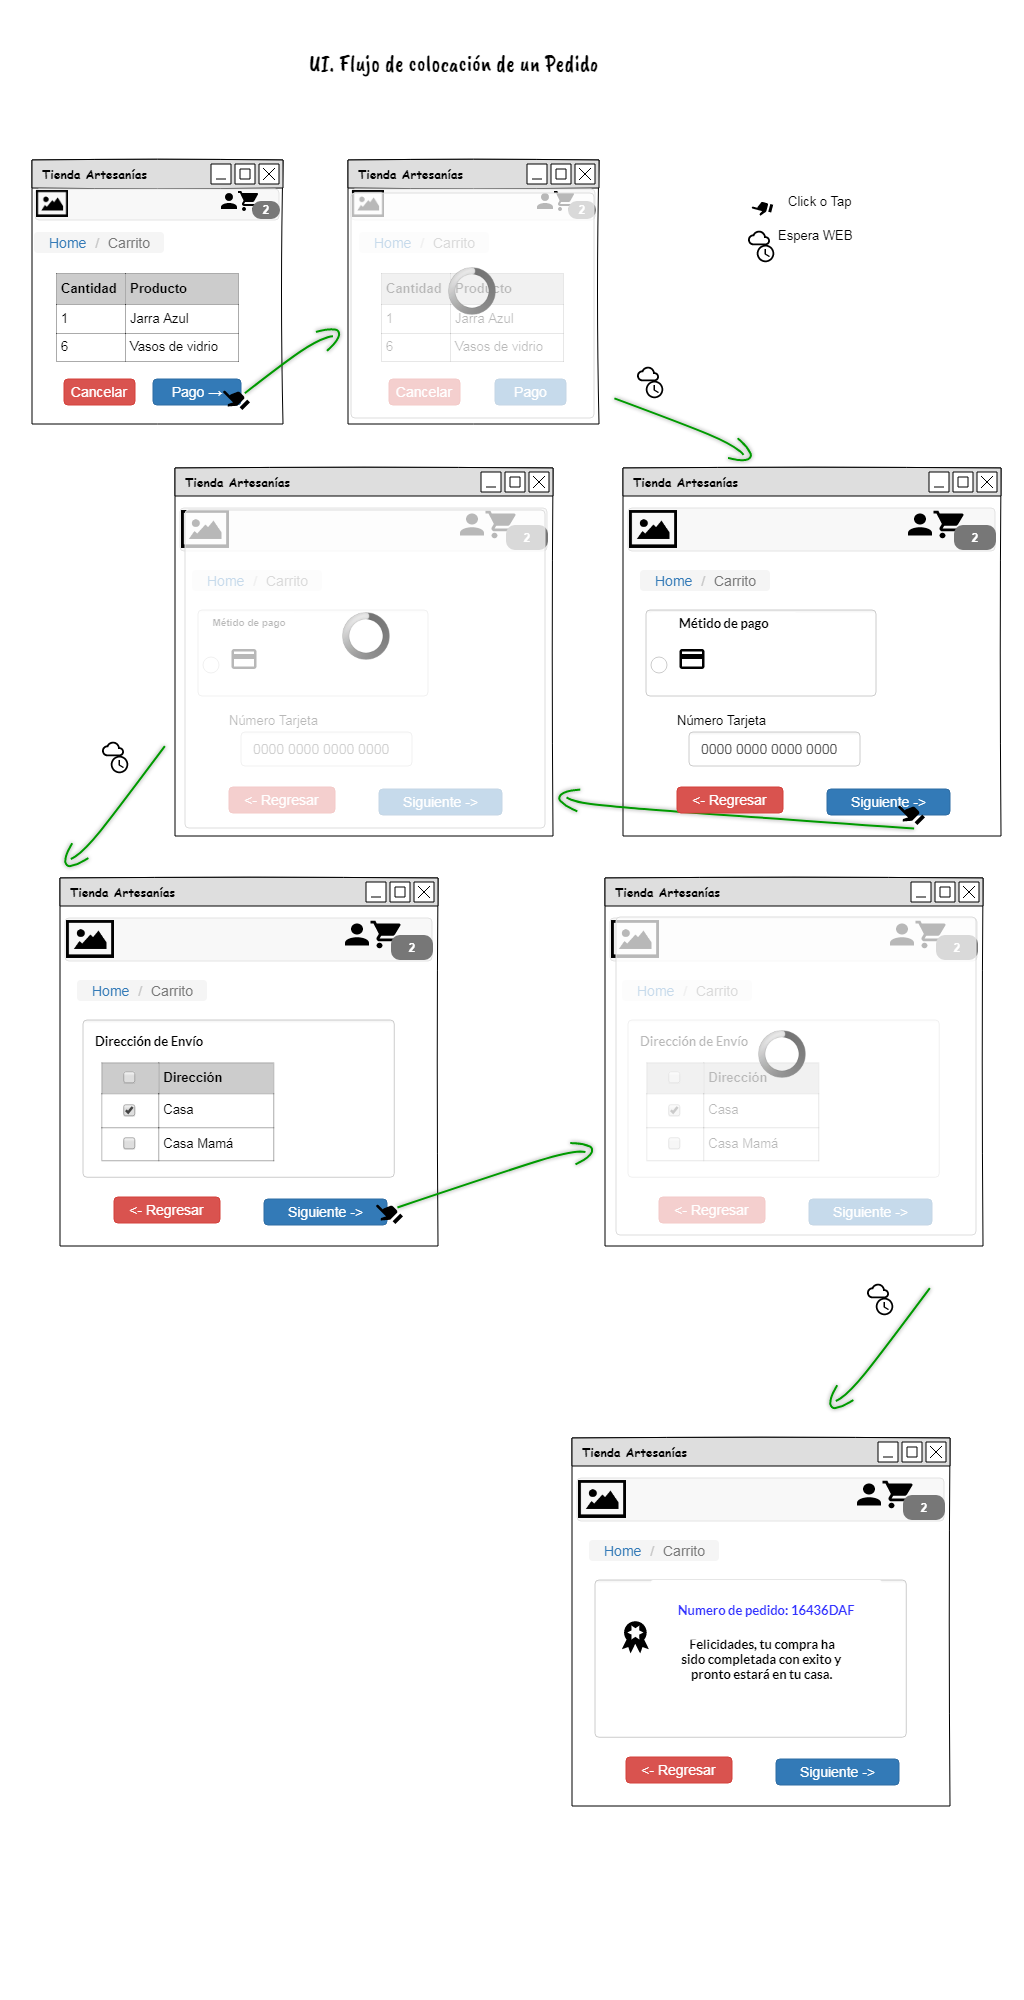 UI. Flujo de colocación de un Pedido
Tienda Artesanías
2
Home / Carrito
Cantidad Producto
1 Jarra Azul
6 Vasos de vidrio
Cancelar Pago →
Tienda Artesanías
2
Home / Carrito
Cantidad Producto
1 Jarra Azul
6 Vasos de vidrio
Cancelar Pago
Click o Tap
Espera WEB
Tienda Artesanías
2
Home / Carrito
Métido de pago
Número Tarjeta
0000 0000 0000 0000
<- Regresar Siguiente ->
Tienda Artesanías
2
Home / Carrito
Métido de pago
Número Tarjeta
0000 0000 0000 0000
<- Regresar Siguiente ->
Tienda Artesanías
2
Home / Carrito
Dirección de Envío
Dirección
Casa
Casa Mamá
<- Regresar Siguiente ->
Tienda Artesanías
2
Home / Carrito
Dirección de Envío
Dirección
Casa
Casa Mamá
<- Regresar Siguiente ->
Tienda Artesanías
2
Home / Carrito
Numero de pedido: 16436DAF
Felicidades, tu compra ha
sido completada con exito y
pronto estará en tu casa.
<- Regresar Siguiente ->